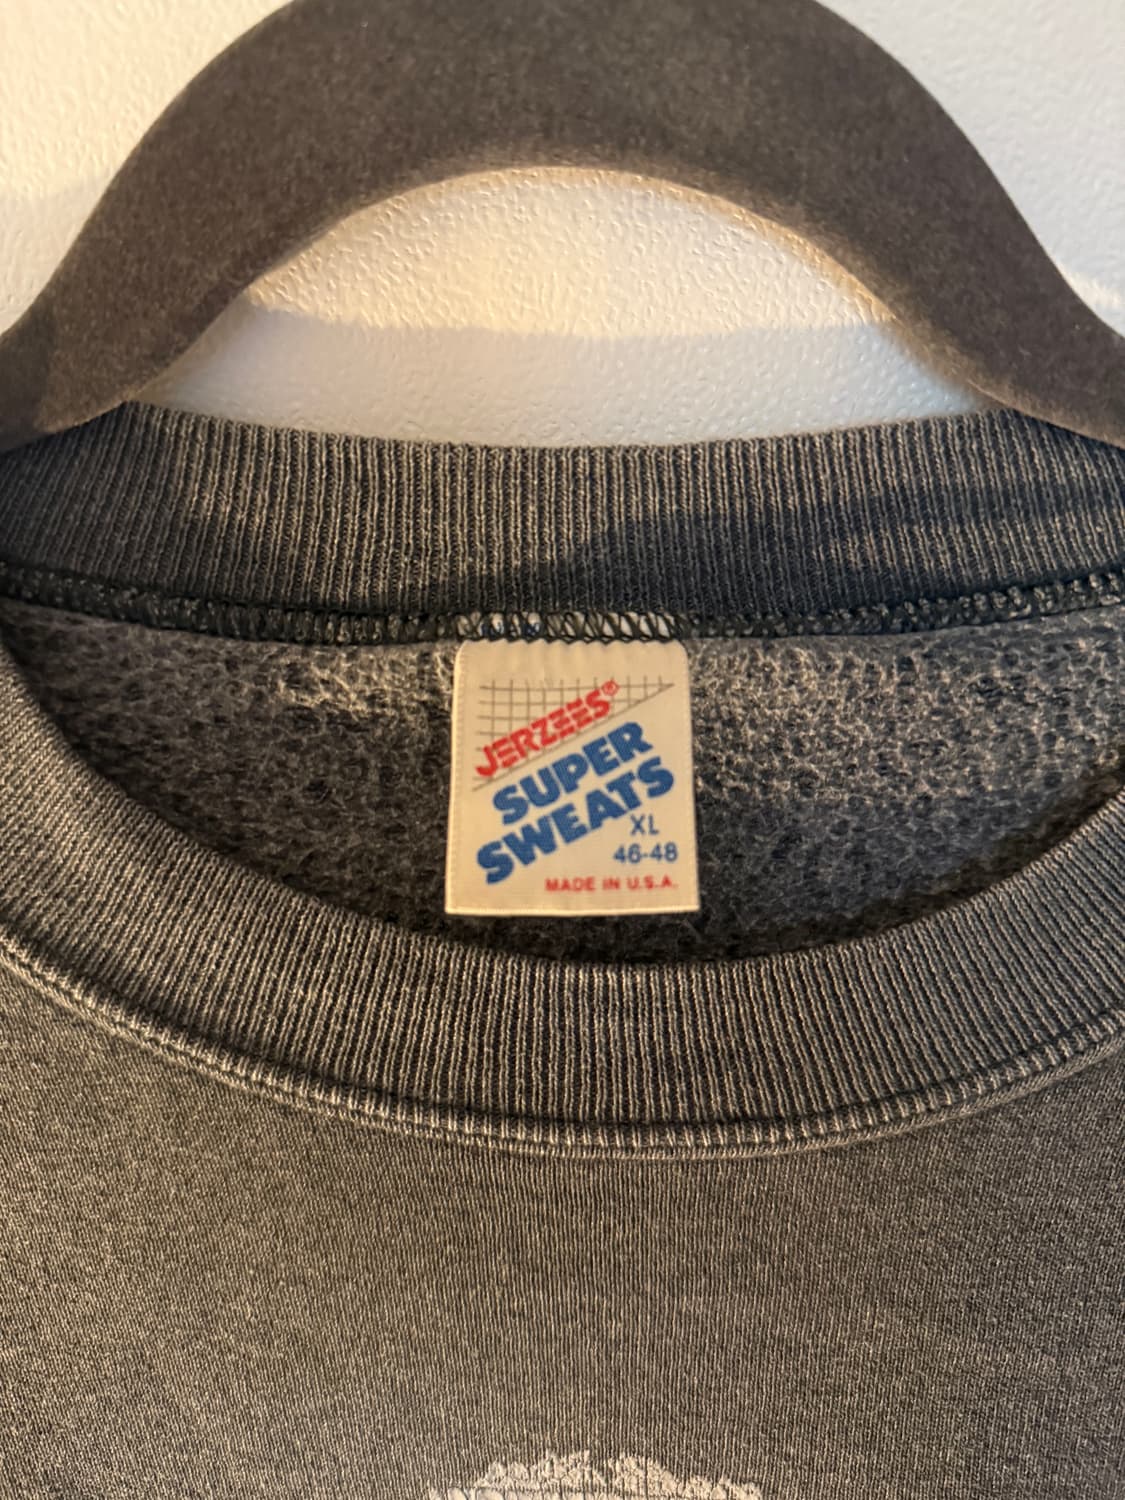 JERZEES®
SUPER
SWEATS
XL
46-48
MADE IN U.S.A.